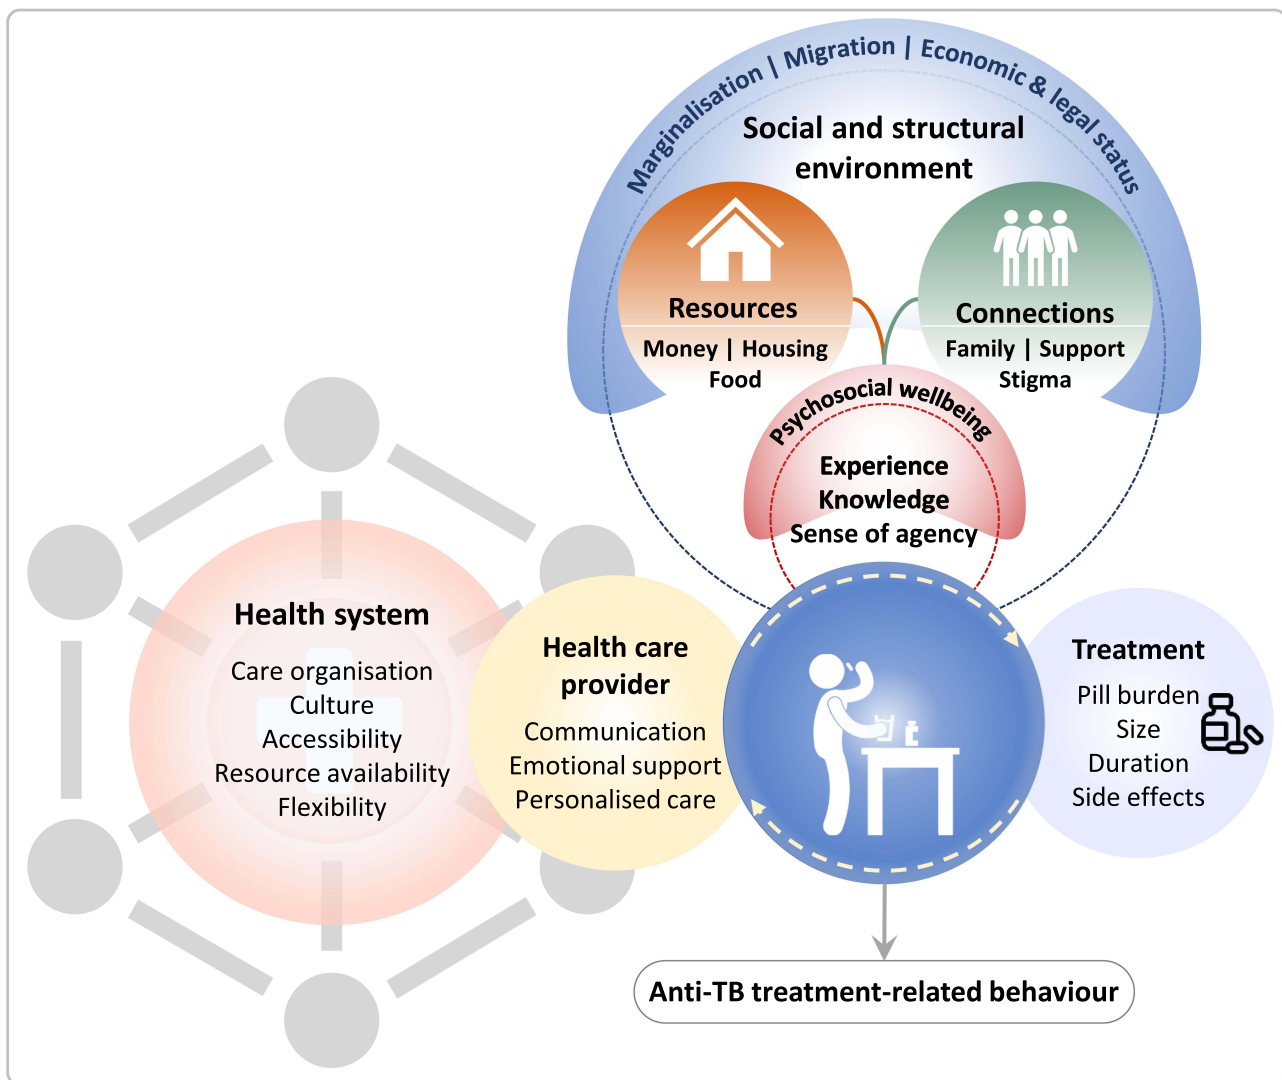 Marginalisation | Migration | Economic & legal status
Social and structural
environment
Resources
Money | Housing
Food
Connections
Family | Support
Stigma
Psychosocial wellbeing
Experience
Knowledge
Sense of agency
Health system
Care organisation
Culture
Accessibility
Resource availability
Flexibility
Health care
provider
Communication
Emotional support
Personalised care
Treatment
Pill burden
Size
Duration
Side effects
Anti-TB treatment-related behaviour